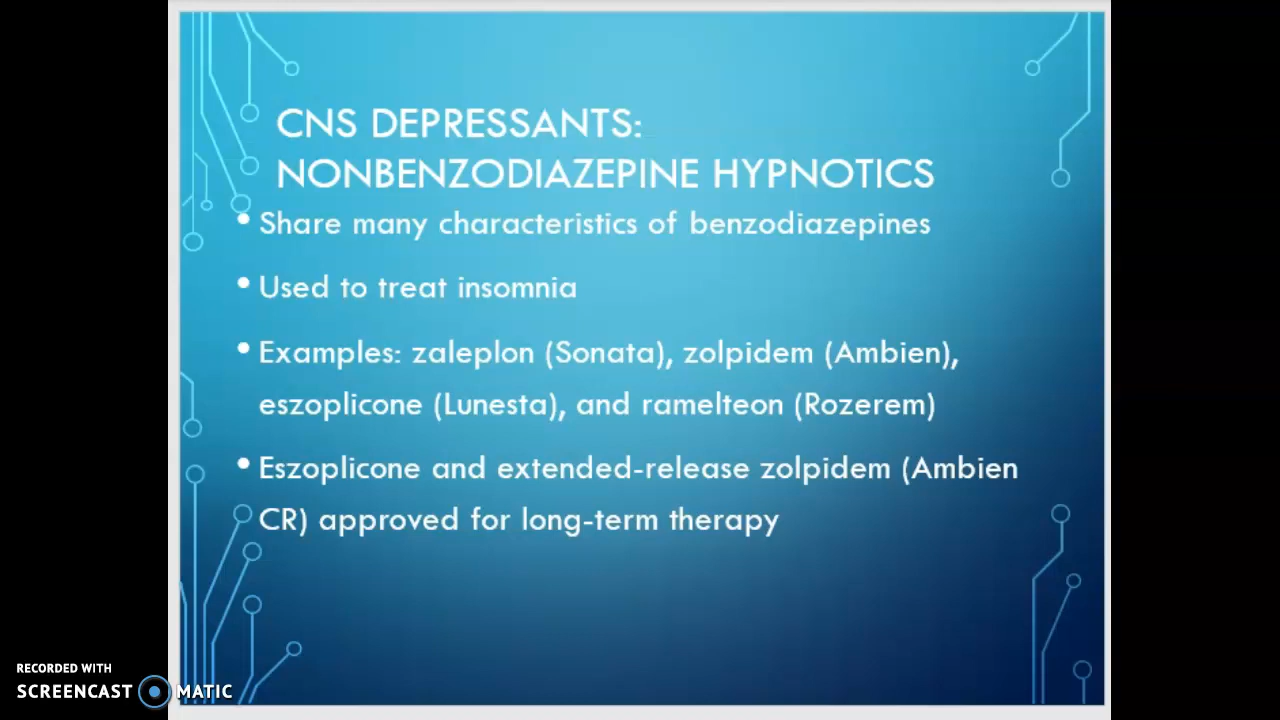 CNS DEPRESSANTS:
NONBENZODIAZEPINE HYPNOTICS
• Share many characteristics of benzodiazepines
• Used to treat insomnia
• Examples: zaleplon (Sonata), zolpidem (Ambien),
eszoplicone (Lunesta), and ramelteon (Rozerem)
• Eszoplicone and extended-release zolpidem (Ambien
CR) approved for long-term therapy
RECORDED WITH
SCREENCAST MATIC